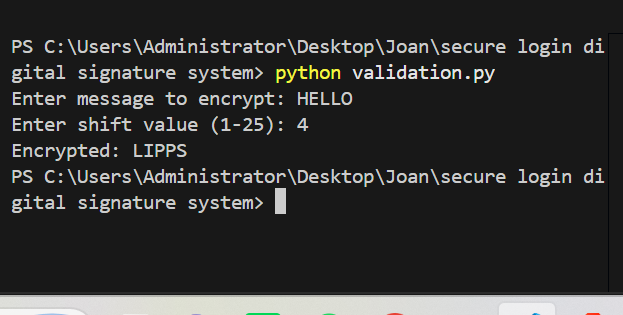 PS C:\Users\Administrator\Desktop\Joan\secure login di
gital signature system> python validation.py
Enter message to encrypt: HELLO
Enter shift value (1-25): 4
Encrypted: LIPPS
PS C:\Users\Administrator\Desktop\Joan\secure login di
gital signature system>